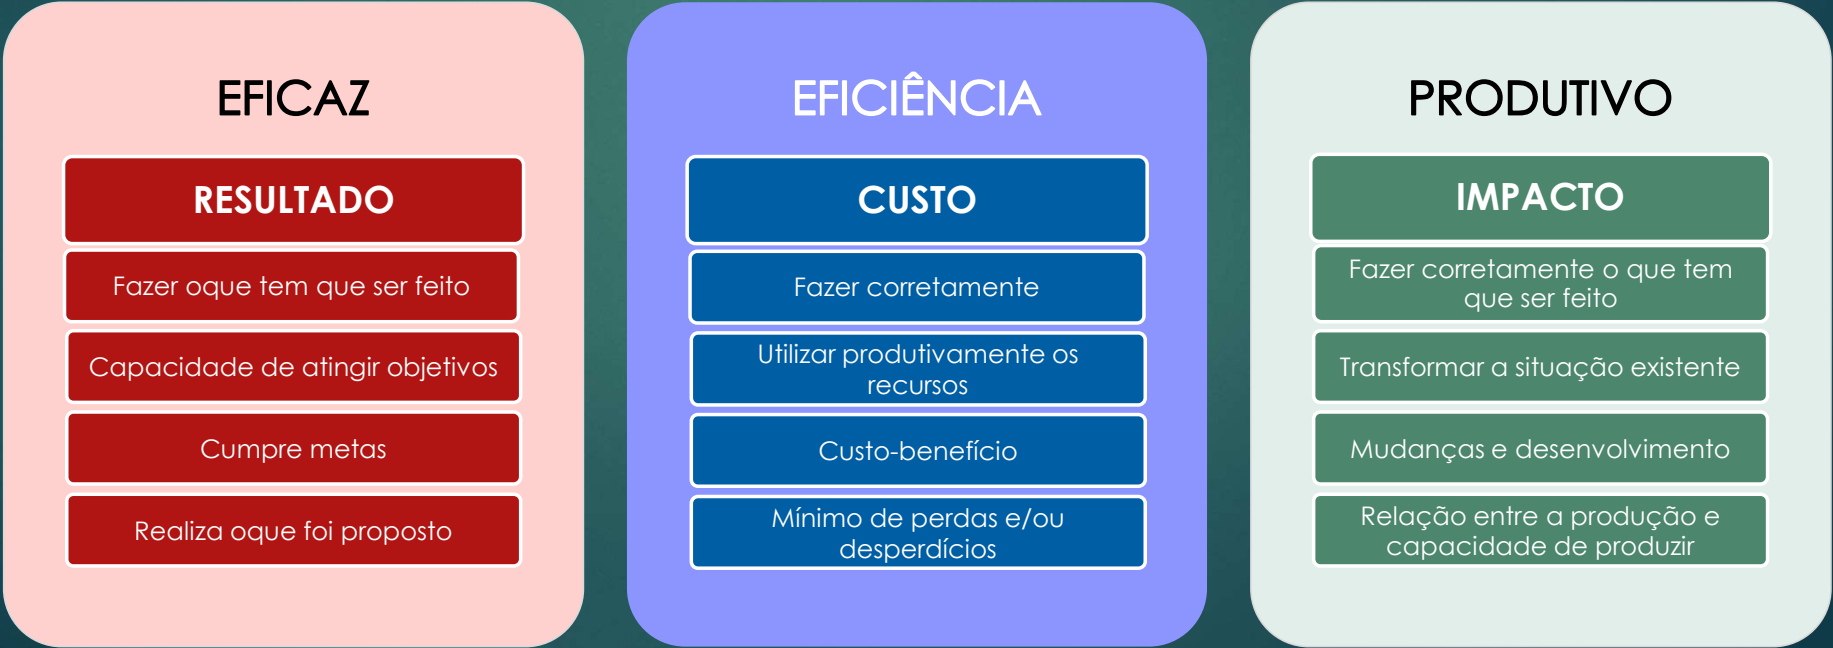 EFICAZ
RESULTADO
Fazer oque tem que ser feito
Capacidade de atingir objetivos
Cumpre metas
Realiza oque foi proposto
EFICIÊNCIA
CUSTO
Fazer corretamente
Utilizar produtivamente os
recursos
Custo-benefício
Mínimo de perdas e/ou
desperdícios
PRODUTIVO
IMPACTO
Fazer corretamente o que tem
que ser feito
Transformar a situação existente
Mudanças e desenvolvimento
Relação entre a produção e
capacidade de produzir